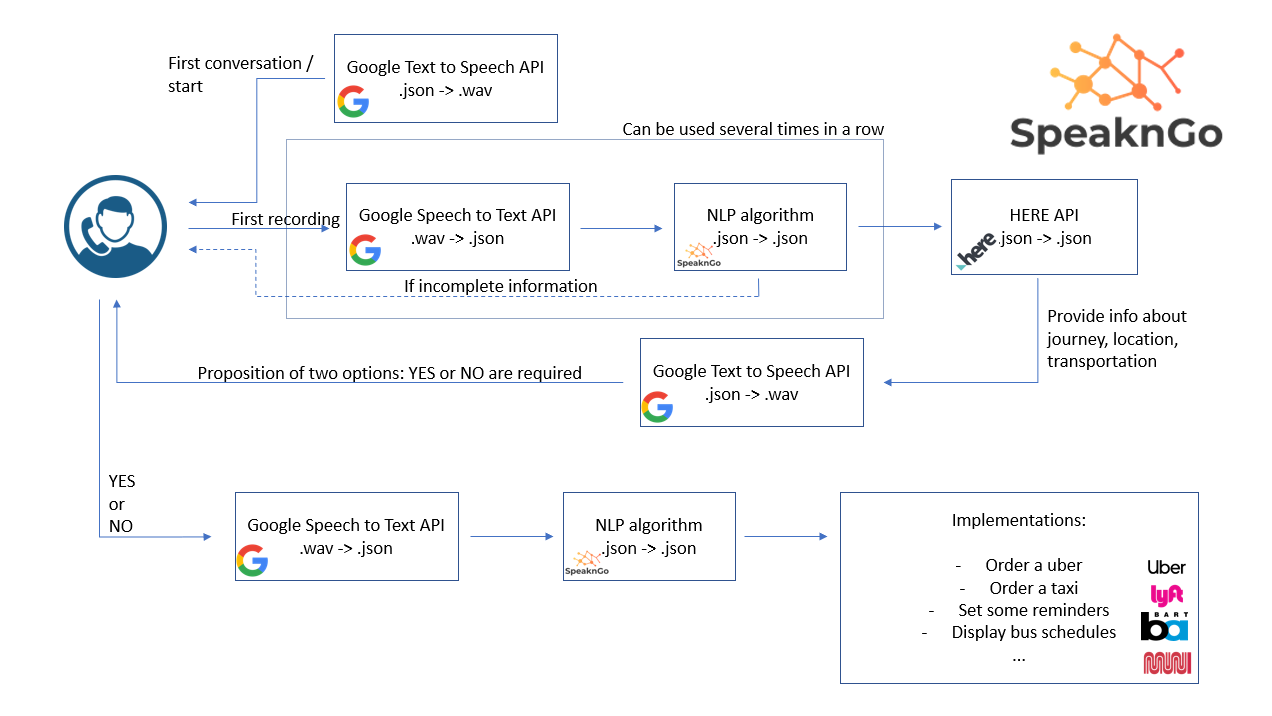 First conversation /
start
Google Text to Speech API
.json -> .wav
SpeaknGo
Can be used several times in a row
First recording
Google Speech to Text API
.wav -> .json
NLP algorithm
.json -> .json
SpeaknGo
HERE API
.json -> .json
here
If incomplete information
Provide info about
journey, location,
transportation
Google Text to Speech API
.json -> .wav
Proposition of two options: YES or NO are required
YES
or
NO
Google Speech to Text API
.wav -> .json
NLP algorithm
.json -> .json
SpeaknGo
Implementations:
- Order a uber
- Order a taxi
- Set some reminders
- Display bus schedules
...
Uber
lyft
BART
ba
MUNI